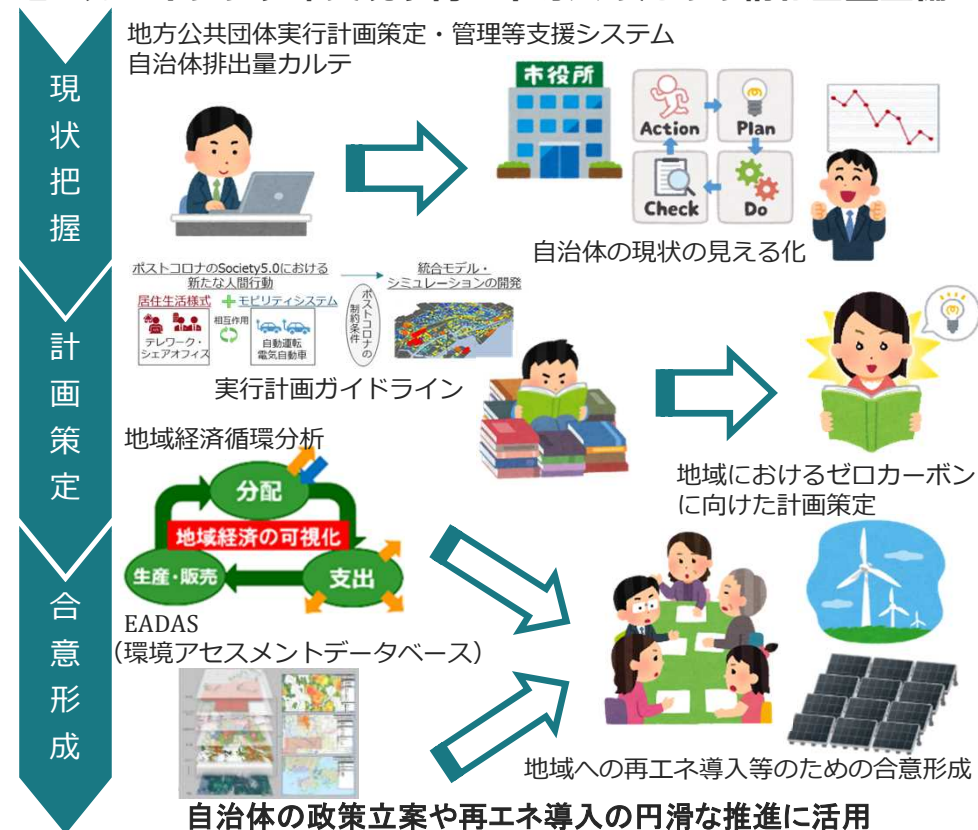 地方公共団体実行計画策定・管理等支援システム
自治体排出量カルテ
現状把握
市役所
Action
Plan
Check
Do
自治体の現状の見える化
ポストコロナのSociety5.0における
新たな人間行動
統合モデル・
シミュレーションの開発
居住生活様式
モビリティシステム
相互作用
テレワーク・
シェアオフィス
自動運転
電気自動車
ポストコロナの
制約条件
計画策定
実行計画ガイドライン
地域におけるゼロカーボン
に向けた計画策定
地域経済循環分析
分配
地域経済の可視化
生産・販売
支出
合意形成
EADAS
(環境アセスメントデータベース)
地域への再エネ導入等のための合意形成
自治体の政策立案や再エネ導入の円滑な推進に活用